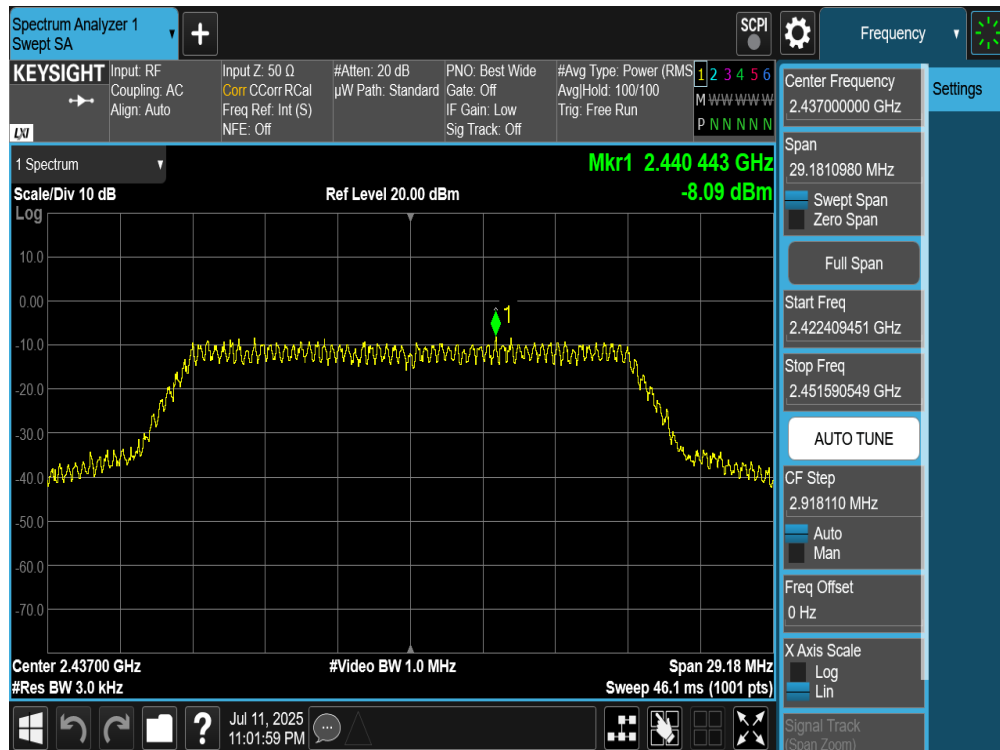 Spectrum Analyzer 1
Swept SA
+
SCPI
Frequency
KEYSIGHT
LXI
Input: RF
Coupling: AC
Align: Auto
Input Z: 50 Ω
Corr CCorr RCal
Freq Ref: Int (S)
NFE: Off
#Atten: 20 dB
µW Path: Standard
PNO: Best Wide
Gate: Off
IF Gain: Low
Sig Track: Off
#Avg Type: Power (RMS
Avg|Hold: 100/100
Trig: Free Run
1 2 3 4 5 6
M W W W W W
P N N N N N
1 Spectrum
Mkr1 2.440 443 GHz
-8.09 dBm
Scale/Div 10 dB
Ref Level 20.00 dBm
Log
10.0
0.00
-10.0
-20.0
-30.0
-40.0
-50.0
-60.0
-70.0
1
Center 2.43700 GHz
#Video BW 1.0 MHz
Span 29.18 MHz
#Res BW 3.0 kHz
Sweep 46.1 ms (1001 pts)
Center Frequency
2.437000000 GHz
Span
29.1810980 MHz
Swept Span
Zero Span
Full Span
Start Freq
2.422409451 GHz
Stop Freq
2.451590549 GHz
AUTO TUNE
CF Step
2.918110 MHz
Auto
Man
Freq Offset
0 Hz
X Axis Scale
Log
Lin
Signal Track
(Span Zoom)
Settings
?
Jul 11, 2025
11:01:59 PM